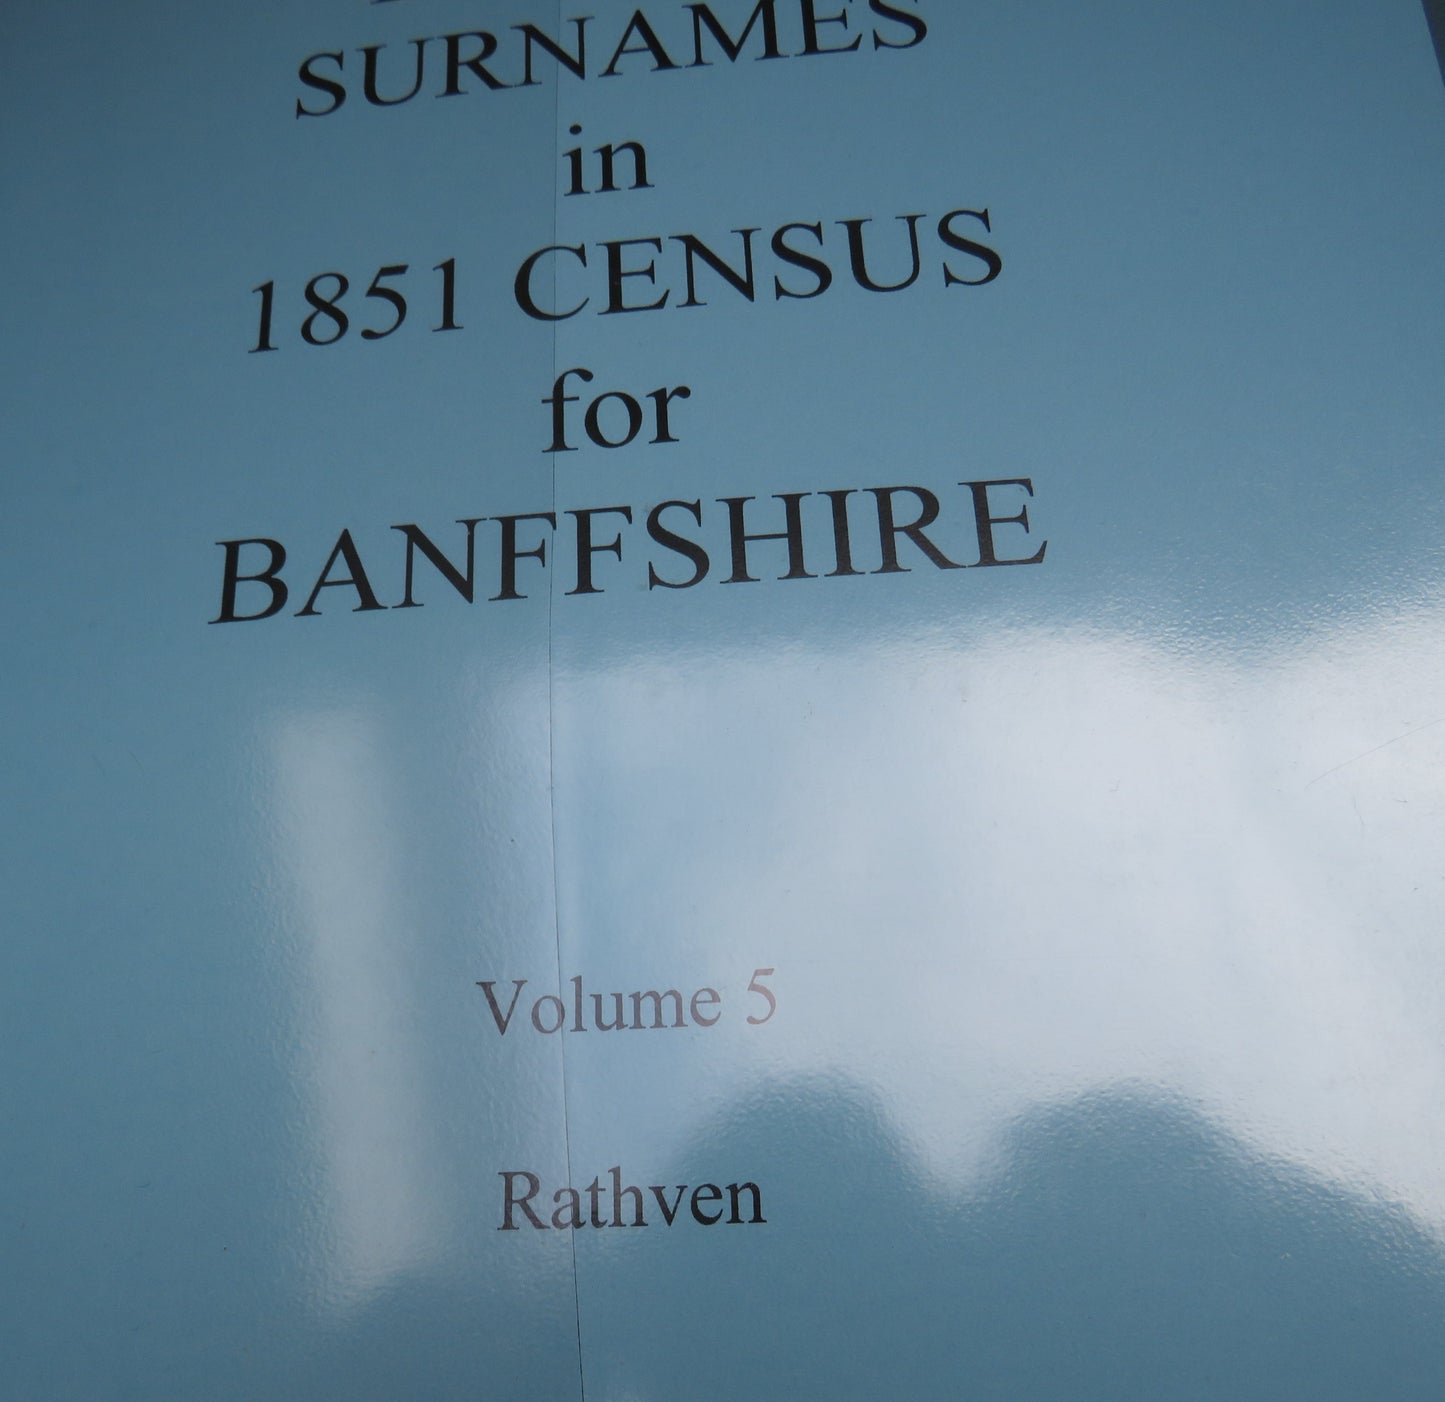 SURNAMES
in
1851 CENSUS
for
BANFFSHIRE
Volume 5
Rathven